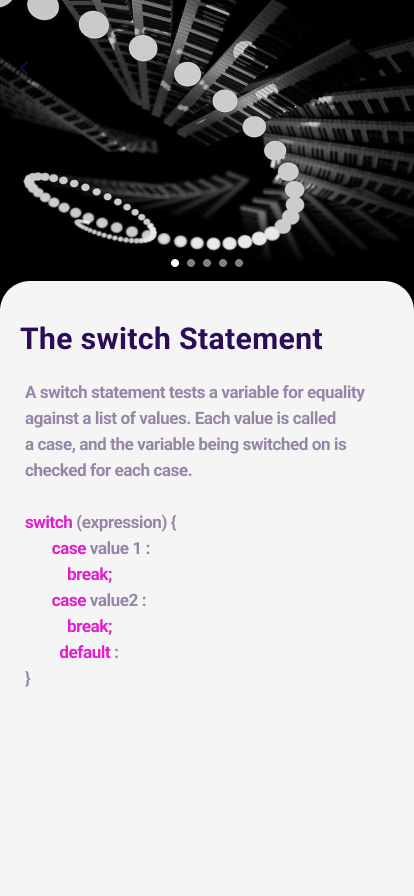 The switch Statement
A switch statement tests a variable for equality
against a list of values. Each value is called
a case, and the variable being switched on is
checked for each case.
switch (expression) {
case value 1 :
break;
case value2 :
break;
default :
}